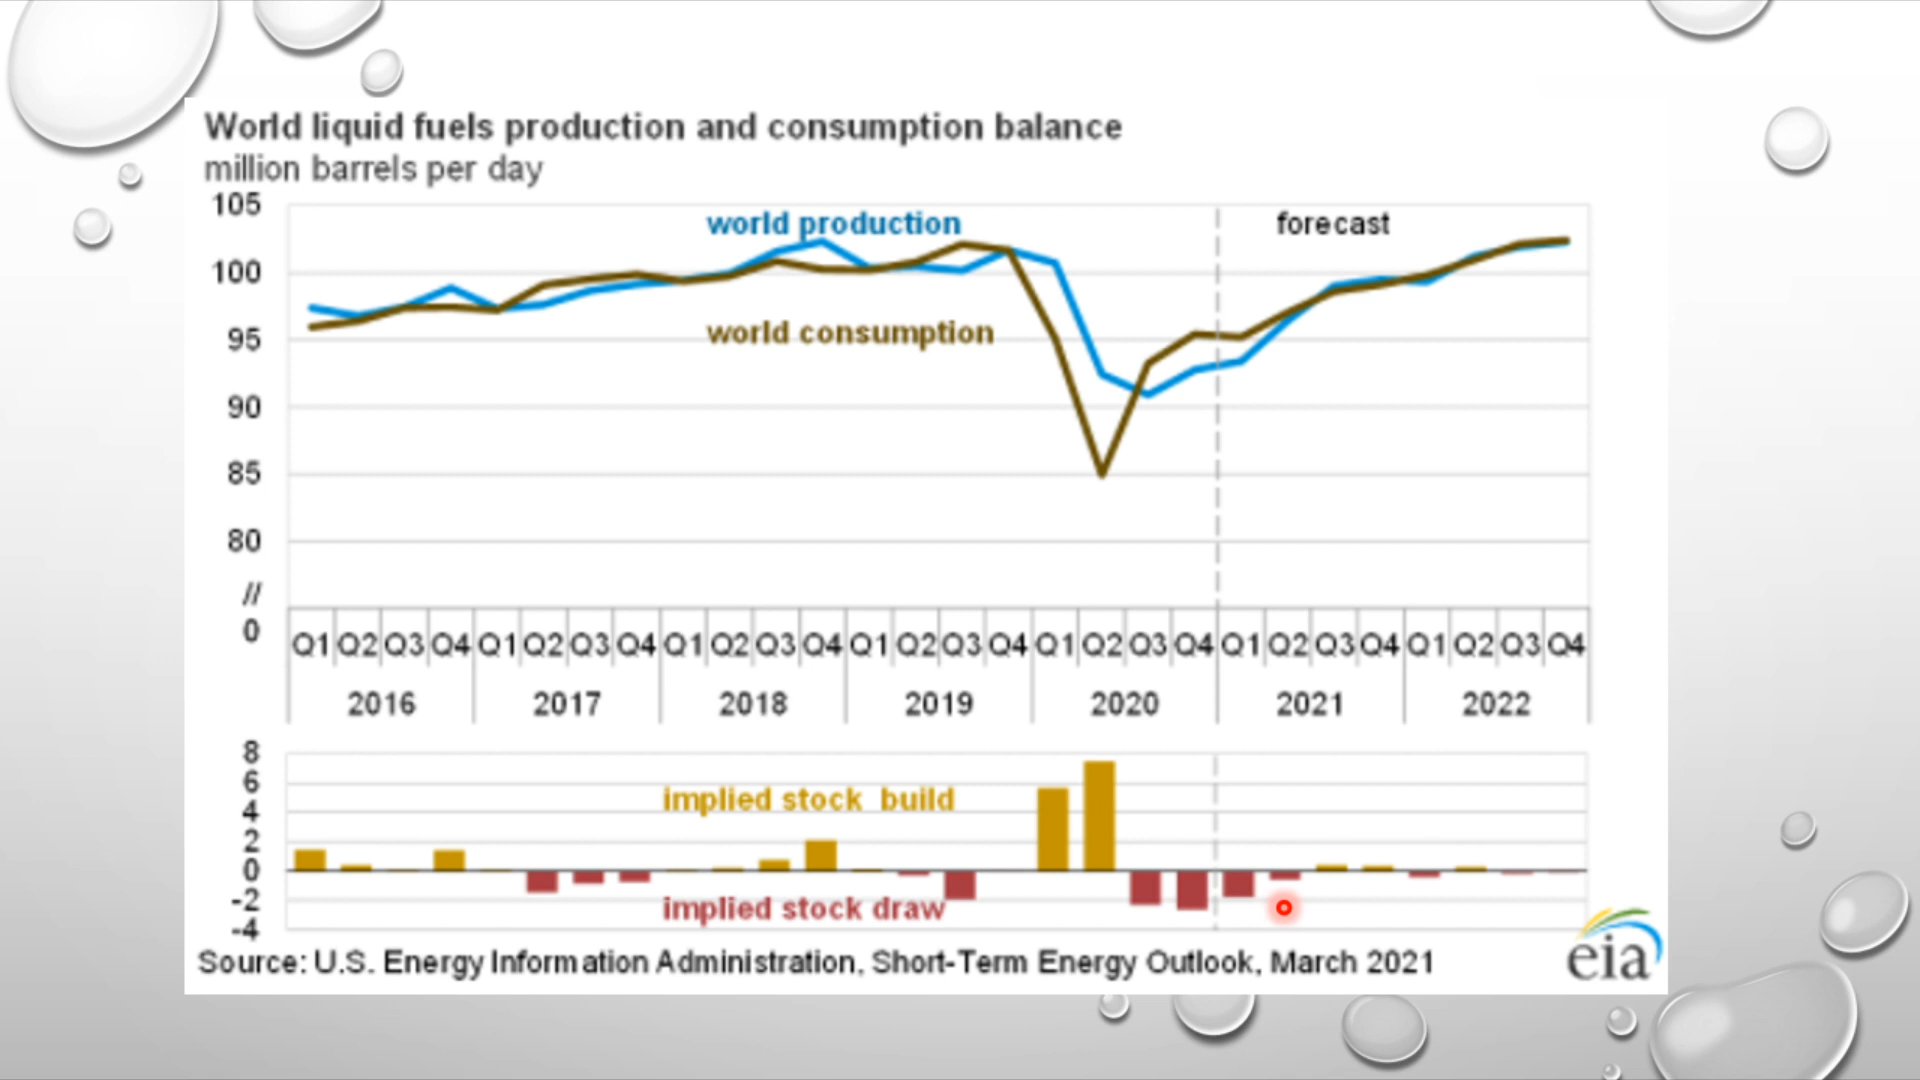 World liquid fuels production and consumption balance
million barrels per day
105
100
95
90
85
80
//
0
world production
world consumption
forecast
Q1 Q2 Q3 Q4 Q1 Q2 Q3 Q4 Q1 Q2 Q3 Q4 Q1 Q2 Q3 Q4 Q1 Q2 Q3 Q4 Q1 Q2 Q3 Q4 Q1 Q2 Q3 Q4
2016 2017 2018 2019 2020 2021 2022
8
6
4
2
0
-2
-4
implied stock build
implied stock draw
Source: U.S. Energy Information Administration, Short-Term Energy Outlook, March 2021
eia